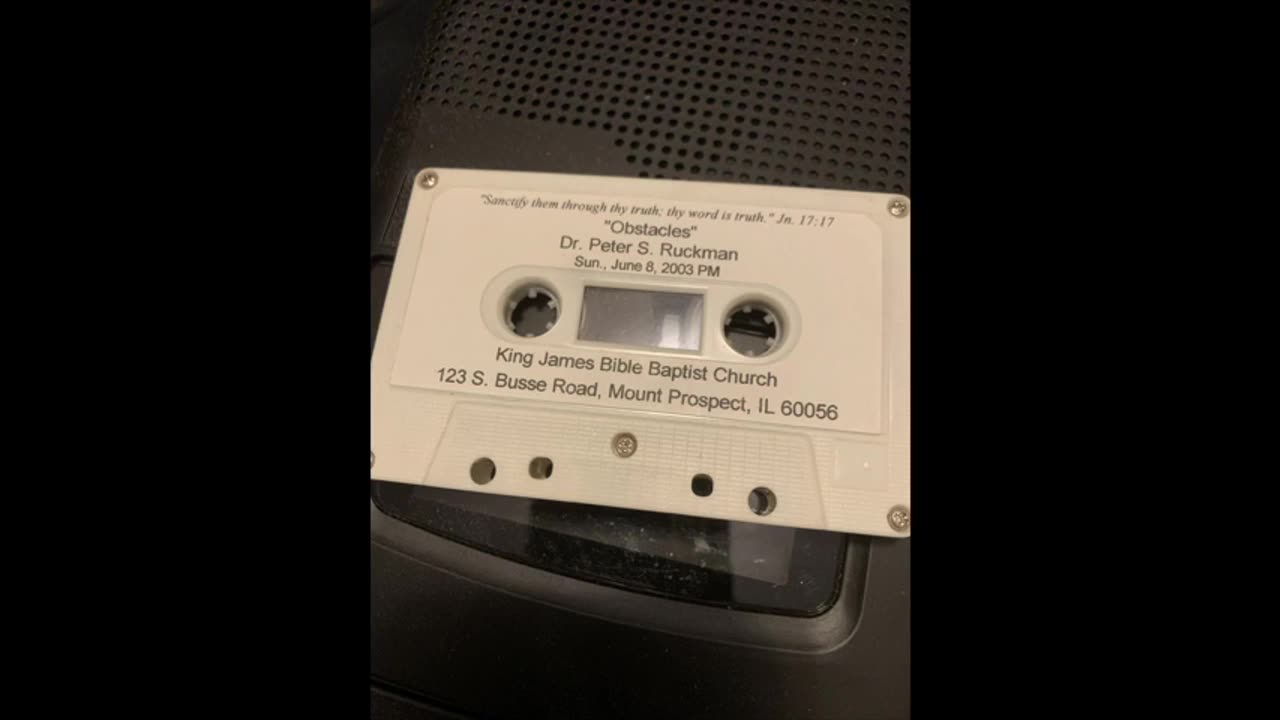 "Sanctify them through thy truth; thy word is truth." Jn. 17:17
"Obstacles"
Dr. Peter S. Ruckman
Sun., June 8, 2003 PM
King James Bible Baptist Church
123 S. Busse Road, Mount Prospect, IL 60056